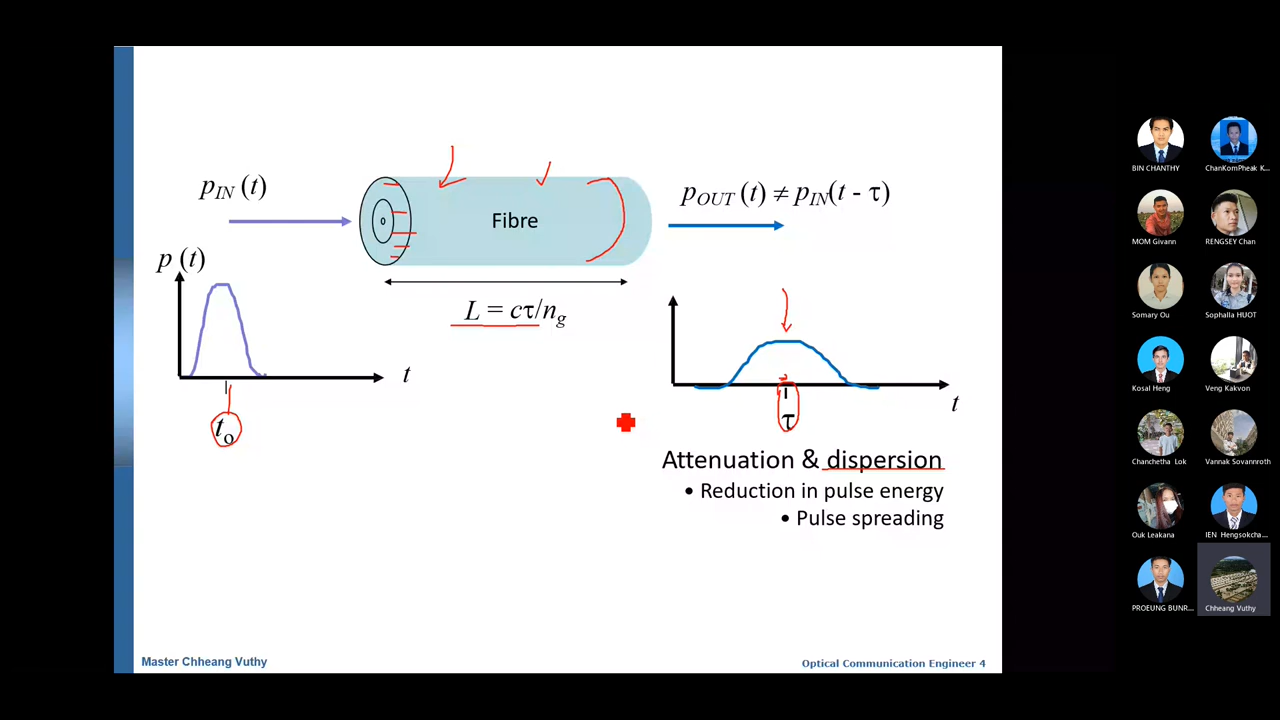 pIN (t)
Fibre
pOUT (t) ≠ pIN(t - τ)
p (t)
L = cτ/ng
t
to
t
τ
Attenuation & dispersion
• Reduction in pulse energy
• Pulse spreading
Master Chheang Vuthy
Optical Communication Engineer 4
BIN CHANTHY
ChanKomPheak K...
MOM Givann
RENGSEY Chan
Somary Ou
Sophalla HUOT
Kosal Heng
Veng Kakvon
Chanchetha Lok
Vannak Sovannroth
Ouk Leakana
IEN Hengsokcha...
PROEUNG BUNR...
Chheang Vuthy